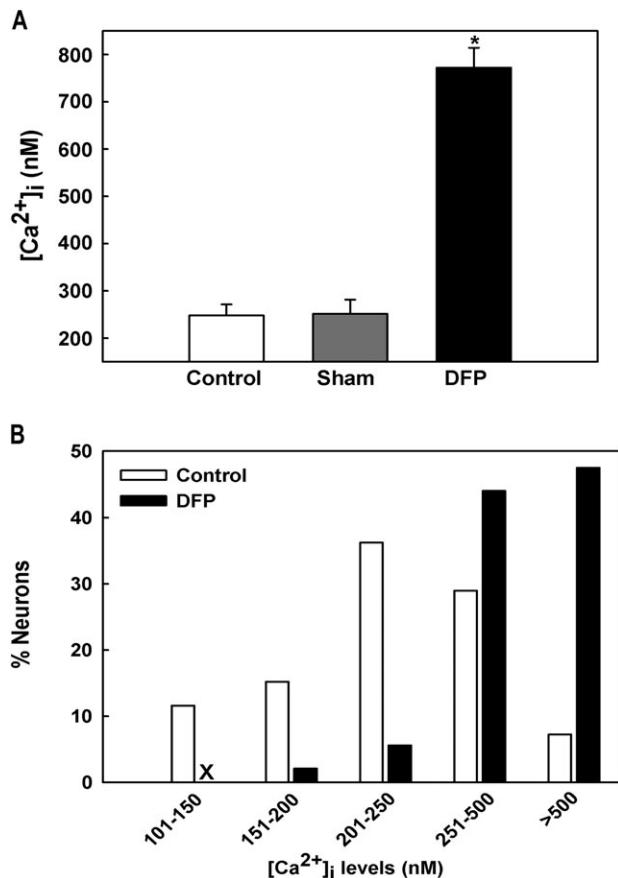 A
[Ca2+]i (nM)
800
700
600
500
400
300
200
*
Control Sham DFP
B
% Neurons
50
40
30
20
10
0
Control
DFP
X
101-150 151-200 201-250 251-500 >500
[Ca2+]i levels (nM)